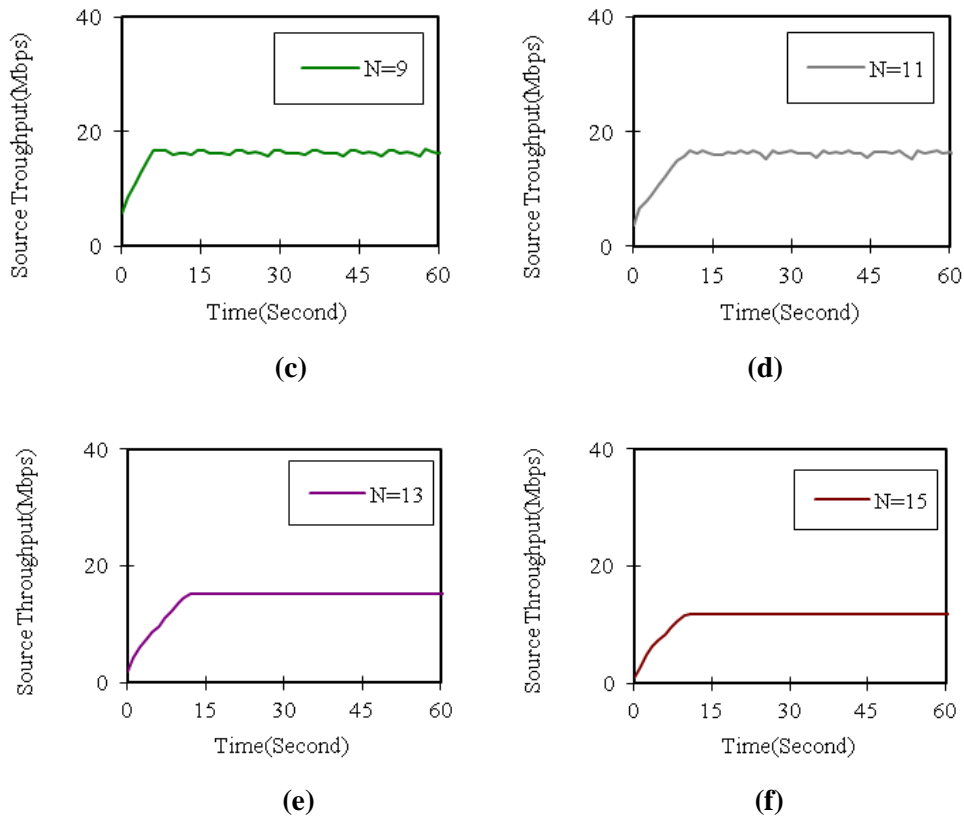 40
20
0
Source Troughput(Mbps)
N=9
0 15 30 45 60
Time(Second)
(c)
40
20
0
Source Troughput(Mbps)
N=11
0 15 30 45 60
Time(Second)
(d)
40
20
0
Source Throughput(Mbps)
N=13
0 15 30 45 60
Time(Second)
(e)
40
20
0
Source Throughput(Mbps)
N=15
0 15 30 45 60
Time(Second)
(f)